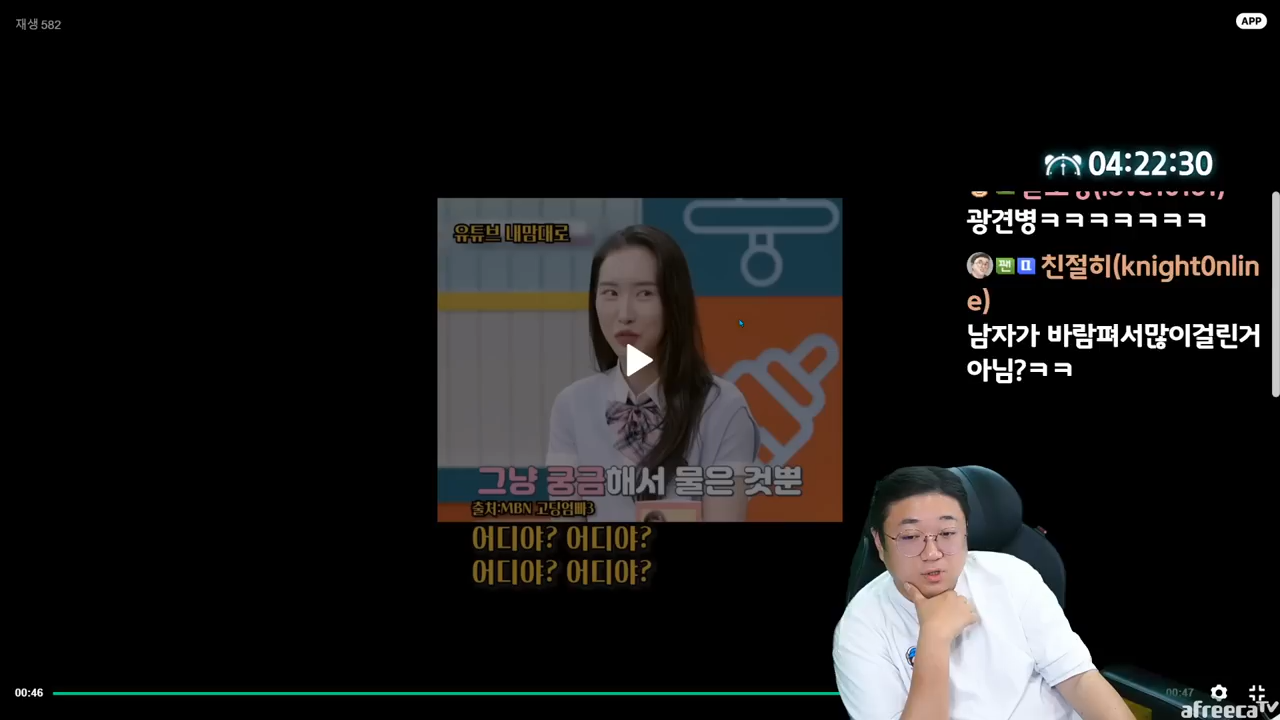 재생 582
APP
04:22:30
광견병ㅋㅋㅋㅋㅋㅋㅋ
팬 친절히(knight0nlin
e)
남자가 바람펴서많이걸린거
아님?ㅋㅋ
유튜브 내맘대로
그냥 궁금해서 물은 것뿐
출처:MBN 고딩엄빠3
어디야? 어디야?
어디야? 어디야?
00:46
00:47
afreecaTV